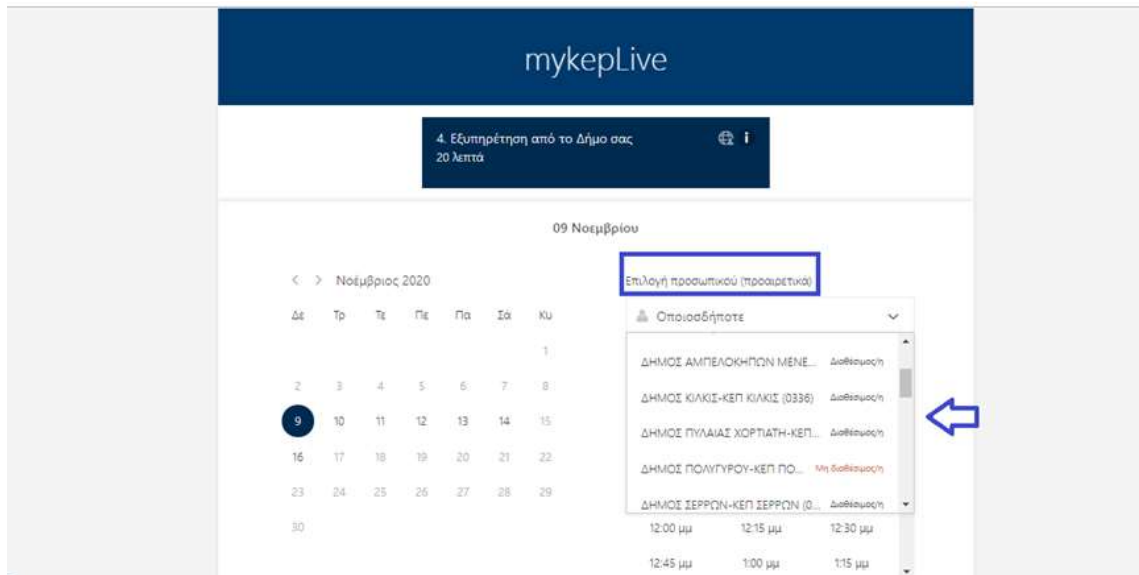 mykepLive
4. Εξυπηρέτηση από το Δήμο σας
20 λεπτά
09 Νοεμβρίου
Νοέμβριος 2020
Δε Τρ Τε Πε Πα Σά Κυ
1
2 3 4 5 6 7 8
9 10 11 12 13 14 15
16 17 18 19 20 21 22
23 24 25 26 27 28 29
30
Επιλογή προσωπικού (προαιρετικά)
Οποιοσδήποτε
ΔΗΜΟΣ ΑΜΠΕΛΟΚΗΠΩΝ ΜΕΝΕ... Διαθέσιμος/η
ΔΗΜΟΣ ΚΙΛΚΙΣ-ΚΕΠ ΚΙΛΚΙΣ (0336) Διαθέσιμος/η
ΔΗΜΟΣ ΠΥΛΑΙΑΣ ΧΟΡΤΙΑΤΗ-ΚΕΠ... Διαθέσιμος/η
ΔΗΜΟΣ ΠΟΛΥΓΥΡΟΥ-ΚΕΠ ΠΟ... Μη διαθέσιμος/η
ΔΗΜΟΣ ΣΕΡΡΩΝ-ΚΕΠ ΣΕΡΡΩΝ (0... Διαθέσιμος/η
12:00 μμ 12:15 μμ 12:30 μμ
12:45 μμ 1:00 μμ 1:15 μμ